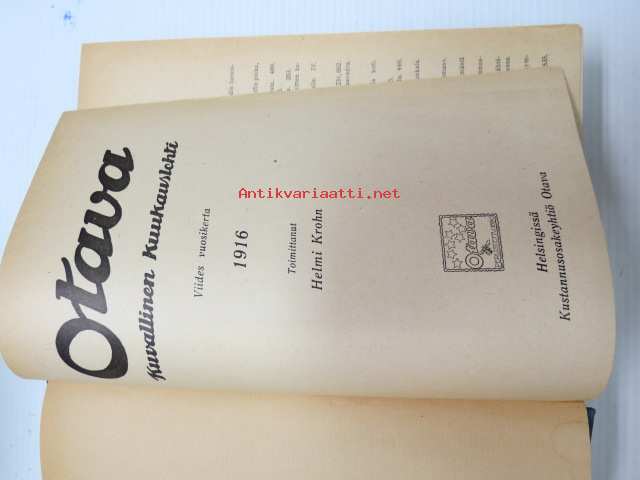 Otava
Kuvallinen Kuukauslehti
Viides vuosikerta
1916
Toimittanut
Helmi Krohn
Otava
Helsingissä
Kustannusosakeyhtiö Otava
Antikvariaatti.net